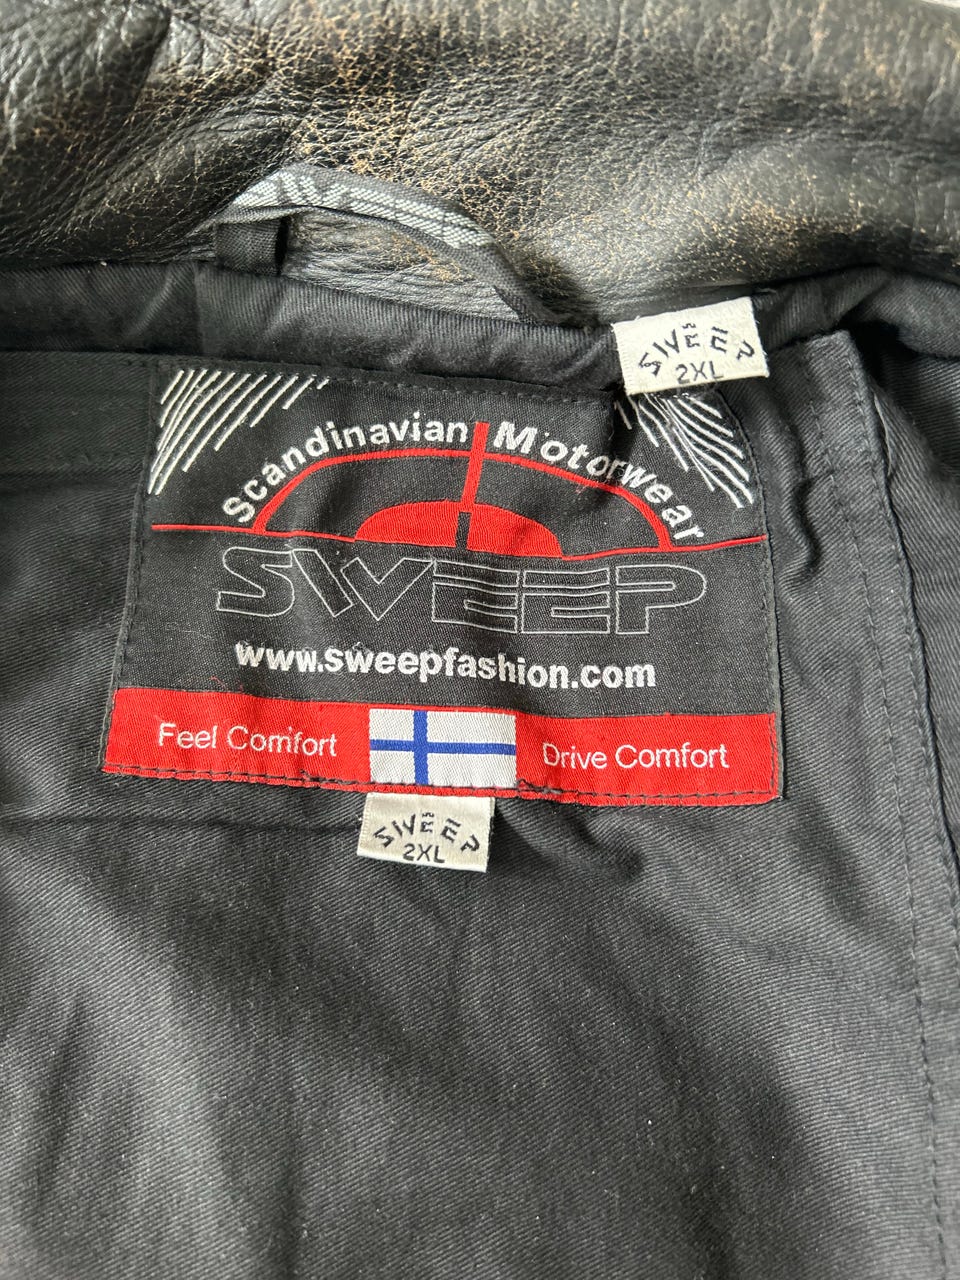 SWEEP
2XL
Scandinavian Motorwear
SWEEP
www.sweepfashion.com
Feel Comfort
Drive Comfort
SWEEP
2XL